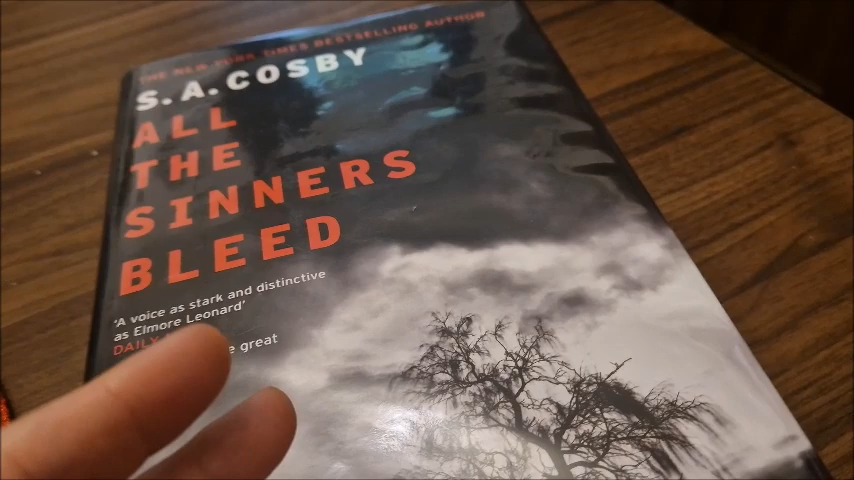 THE NEW YORK TIMES BESTSELLING AUTHOR
S.A. COSBY
ALL
THE
SINNERS
BLEED
'A voice as stark and distinctive
as Elmore Leonard'
DAILY
great